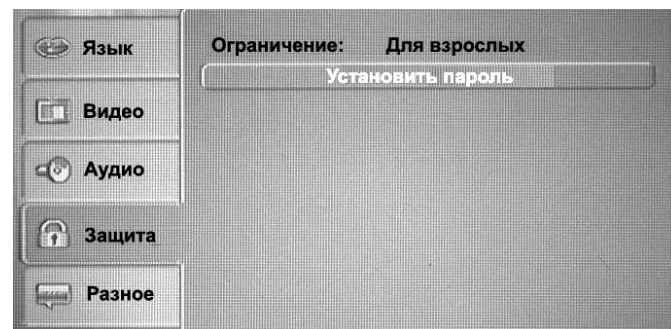 Язык
Видео
Аудио
Защита
Разное
Ограничение: Для взрослых
Установить пароль